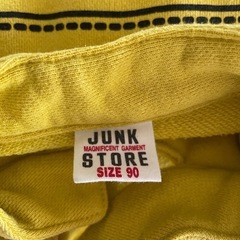 JUNK
MAGNIFICENT GARMENT
STORE
SIZE 90